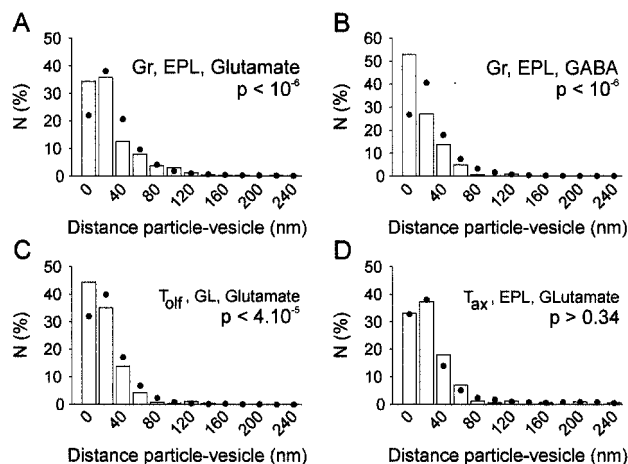 A
50
40
30
20
10
0
N (%)
Gr, EPL, Glutamate
p < 10⁻⁶
0 40 80 120 160 200 240
Distance particle-vesicle (nm)
B
60
50
40
30
20
10
0
N (%)
Gr, EPL, GABA
p < 10⁻⁶
0 40 80 120 160 200 240
Distance particle-vesicle (nm)
C
50
40
30
20
10
0
N (%)
Tolf, GL, Glutamate
p < 4.10⁻⁵
0 40 80 120 160 200 240
Distance particle-vesicle (nm)
D
50
40
30
20
10
0
N (%)
Tax, EPL, GLutamate
p > 0.34
0 40 80 120 160 200 240
Distance particle-vesicle (nm)